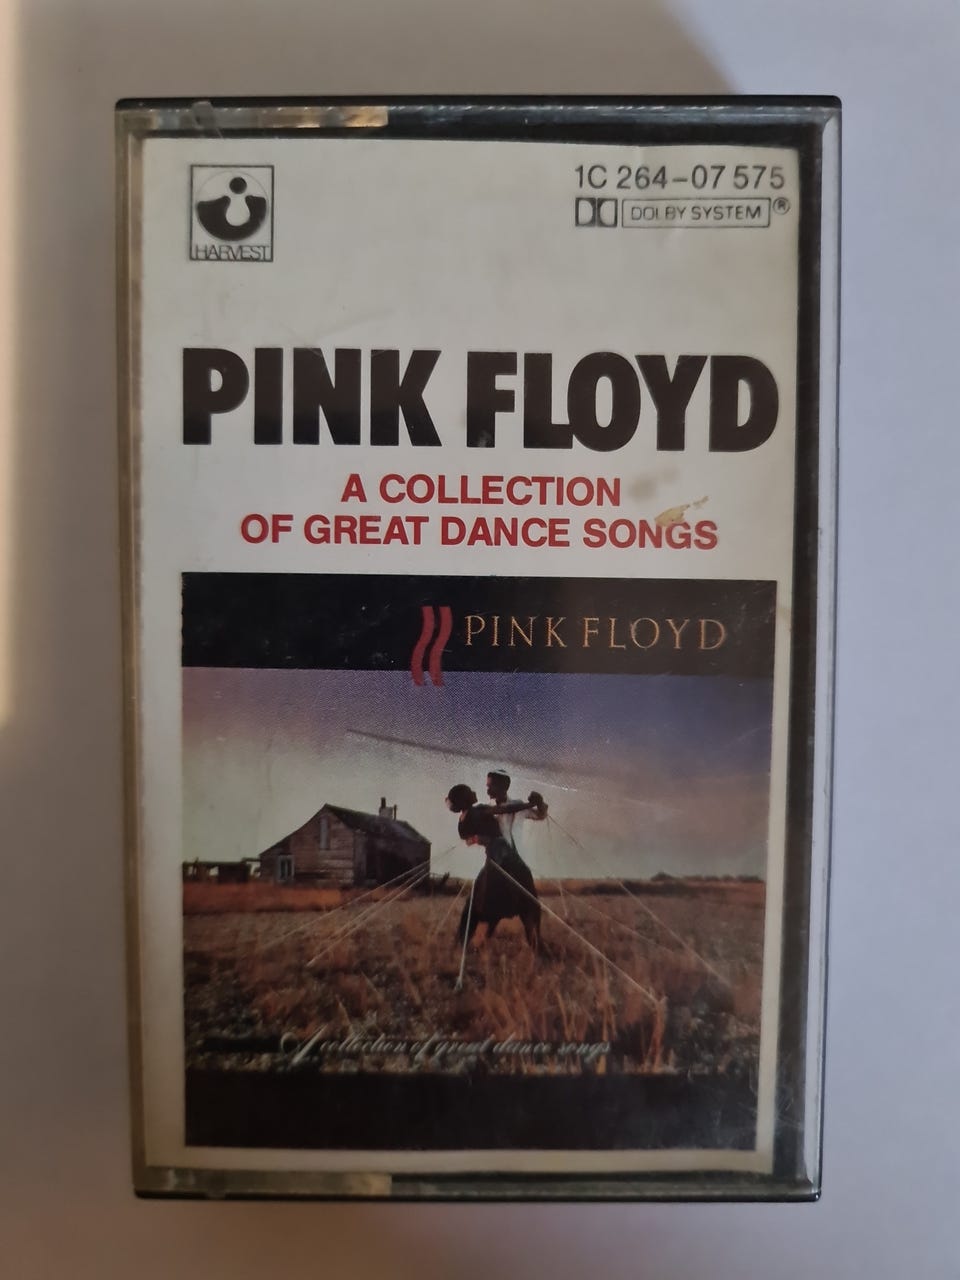 HARVEST
1C 264-07 575
DOLBY SYSTEM®
PINK FLOYD
A COLLECTION
OF GREAT DANCE SONGS
PINK FLOYD
A collection of great dance songs